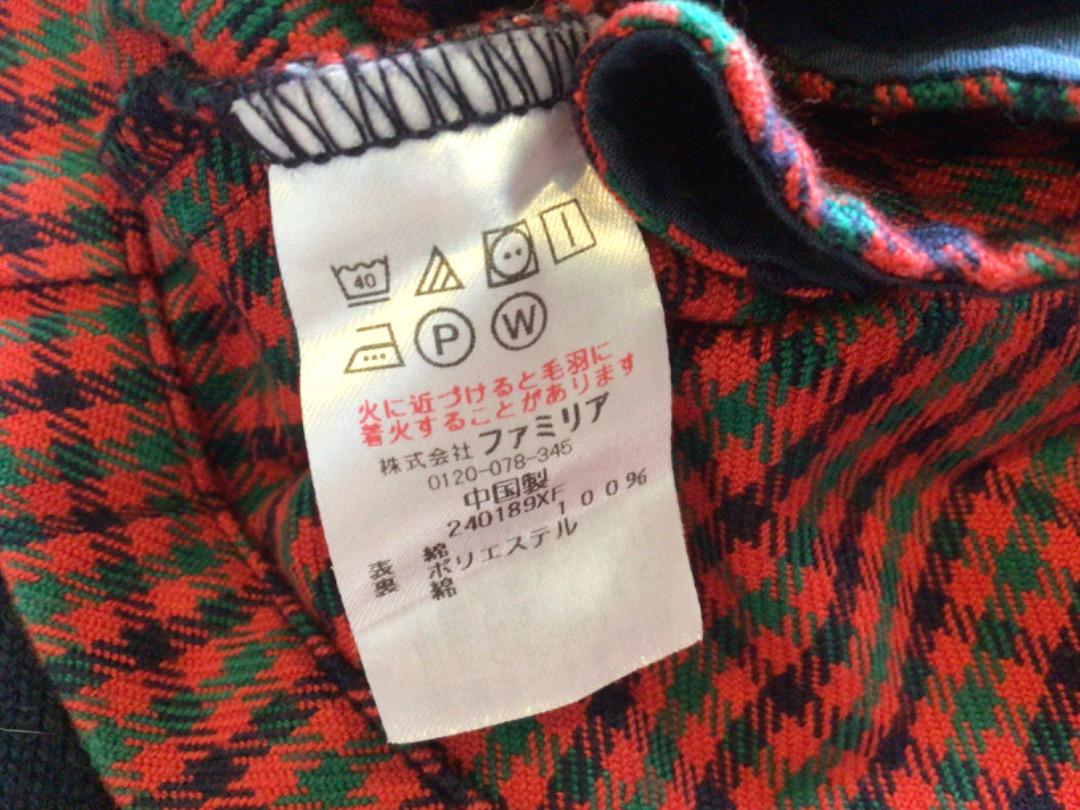 40
P W
火に近づけると毛羽に
着火することがあります
株式会社 ファミリア
0120-078-345
中国製
240189XF
表 綿 100%
裏 ポリエステル
綿